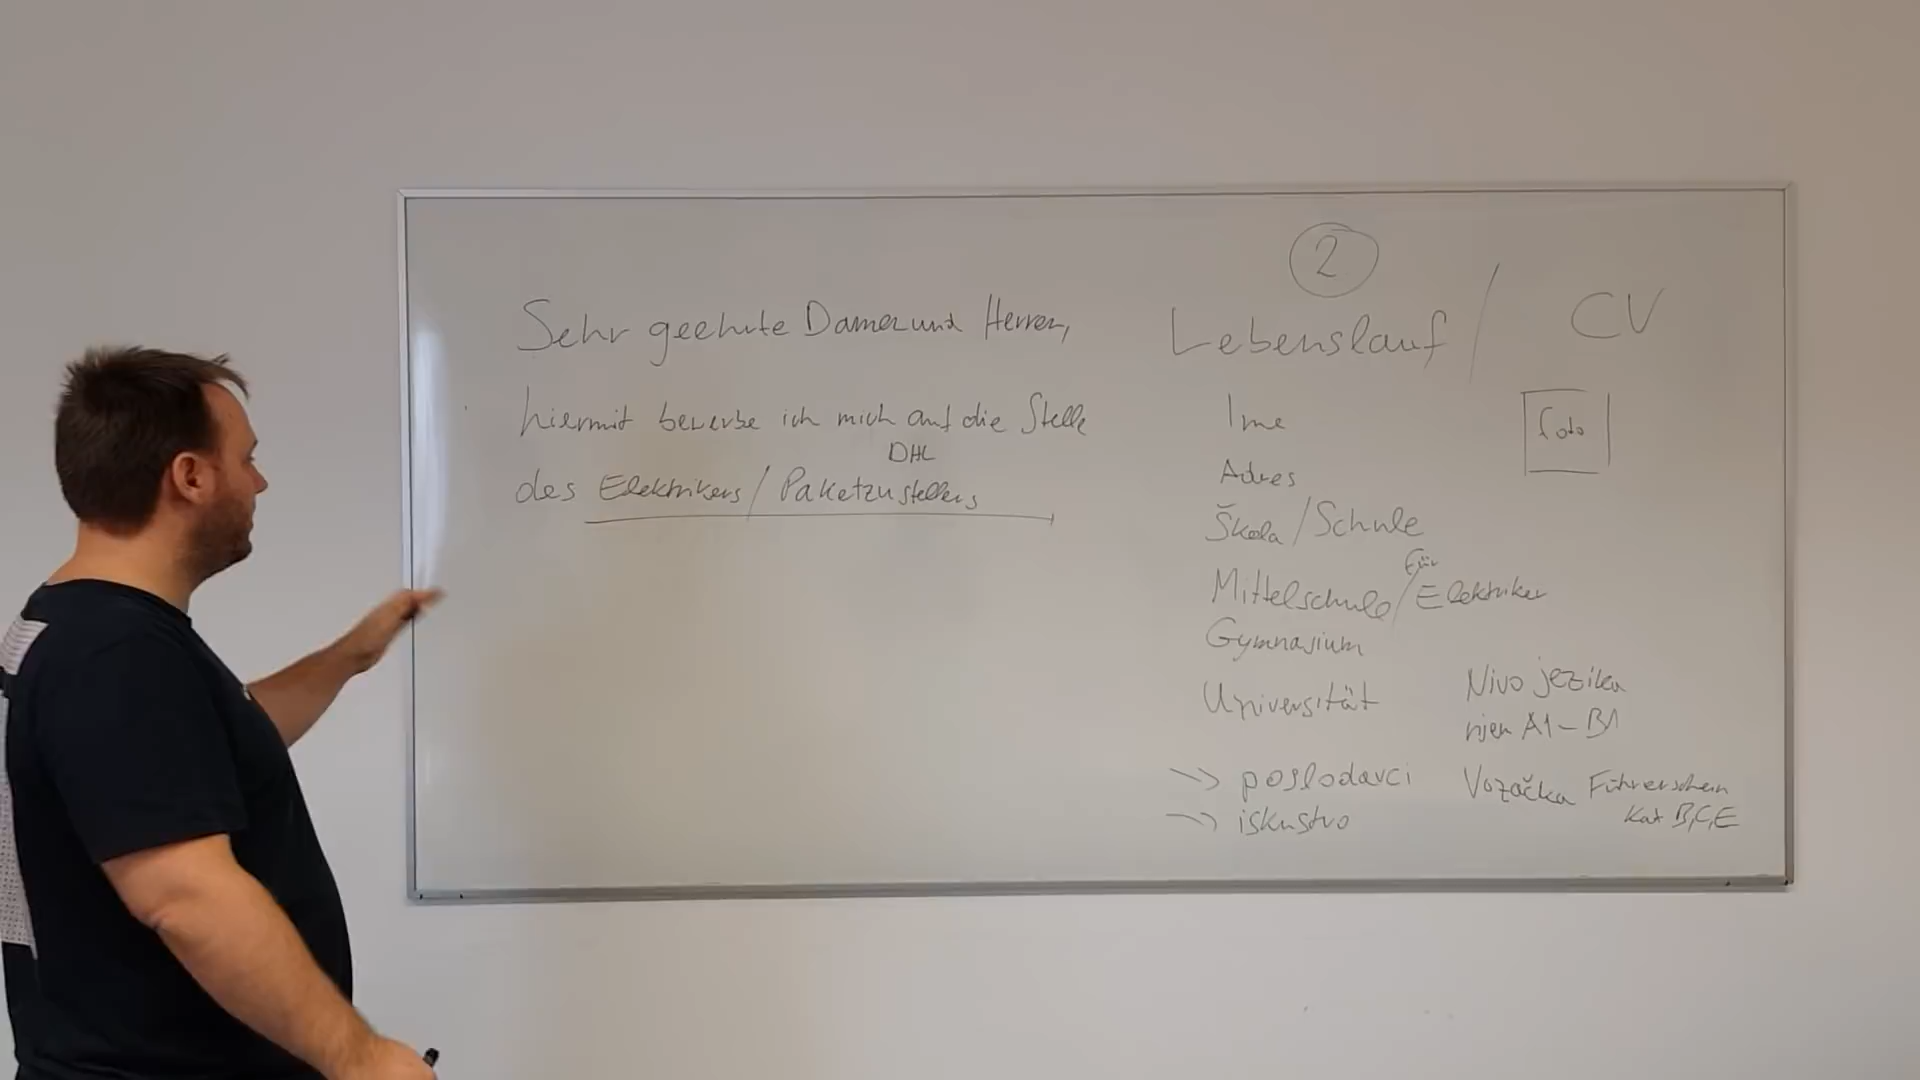 Sehr geehrte Damen und Herren,
hiermit bewerbe ich mich auf die Stelle
DHL
des Elektrikers / Paketzustellers
2
Lebenslauf / CV
Ime
foto
Adres
Škola / Schule
für
Mittelschule / Elektriker
Gymnasium
Universität
→ poslodavci
→ iskustvo
Nivo jezika
njem A1 - B1
Vozačka Führerschein
Kat B, C, E